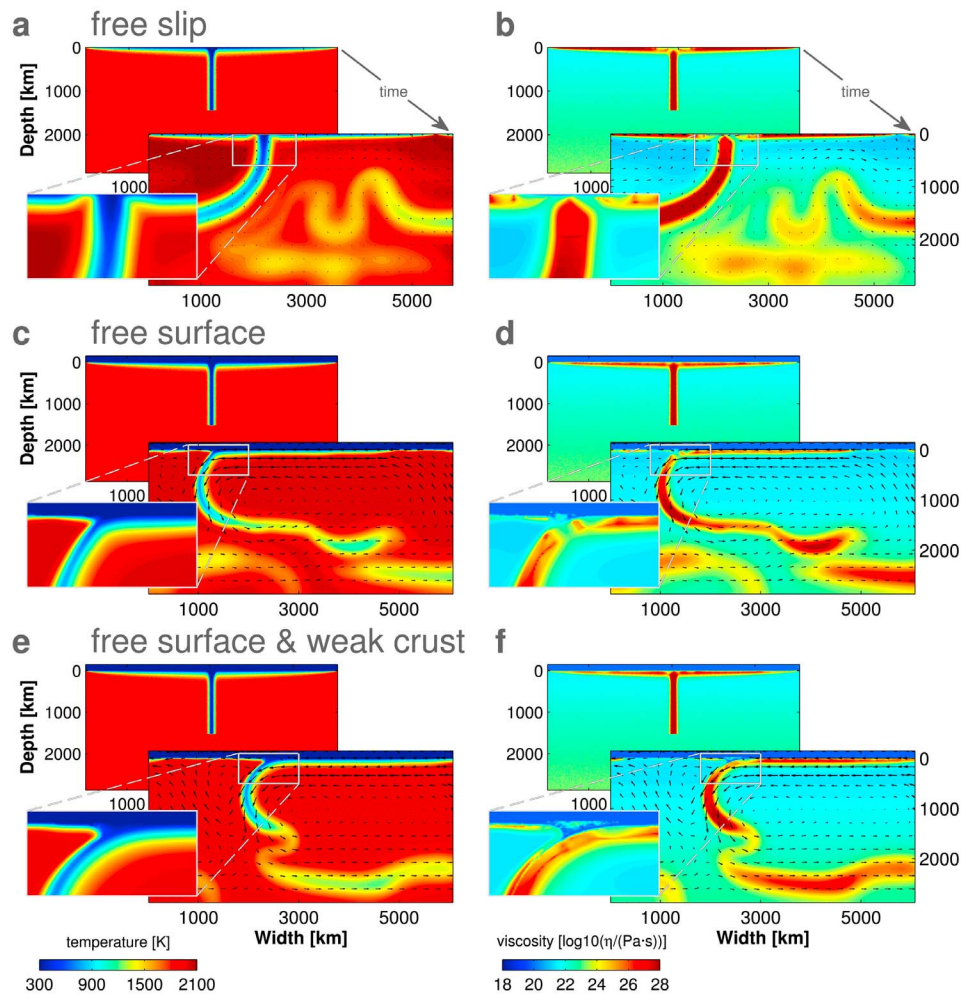 a free slip
b
0
1000
2000
Depth [km]
time
time
0
1000
2000
1000
1000
1000 3000 5000
1000 3000 5000
c free surface
d
0
1000
2000
Depth [km]
0
1000
2000
1000
1000
1000 3000 5000
1000 3000 5000
e free surface & weak crust
f
0
1000
2000
Depth [km]
0
1000
2000
1000
1000
1000 3000 5000
1000 3000 5000
Width [km]
Width [km]
temperature [K]
300 900 1500 2100
viscosity [log10(η/(Pa·s))]
18 20 22 24 26 28